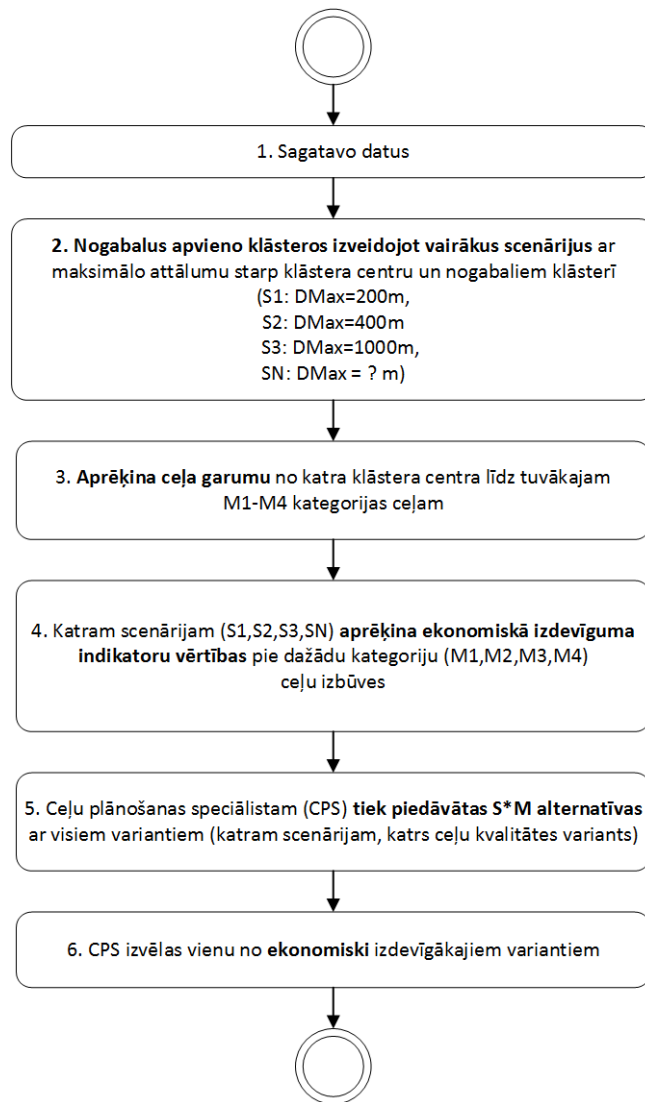 1. Sagatavo datus
2. Nogabalus apvieno klāsteros izveidojot vairākus scenārijus ar
maksimālo attālumu starp klāstera centru un nogabaliem klāsterī
(S1: DMax=200m,
S2: DMax=400m
S3: DMax=1000m,
SN: DMax = ? m)
3. Aprēķina ceļa garumu no katra klāstera centra līdz tuvākajam
M1-M4 kategorijas ceļam
4. Katram scenārijam (S1,S2,S3,SN) aprēķina ekonomiskā izdevīguma
indikatoru vērtības pie dažādu kategoriju (M1,M2,M3,M4)
ceļu izbūves
5. Ceļu plānošanas speciālistam (CPS) tiek piedāvātas S*M alternatīvas
ar visiem variantiem (katram scenārijam, katrs ceļu kvalitātes variants)
6. CPS izvēlas vienu no ekonomiski izdevīgākajiem variantiem